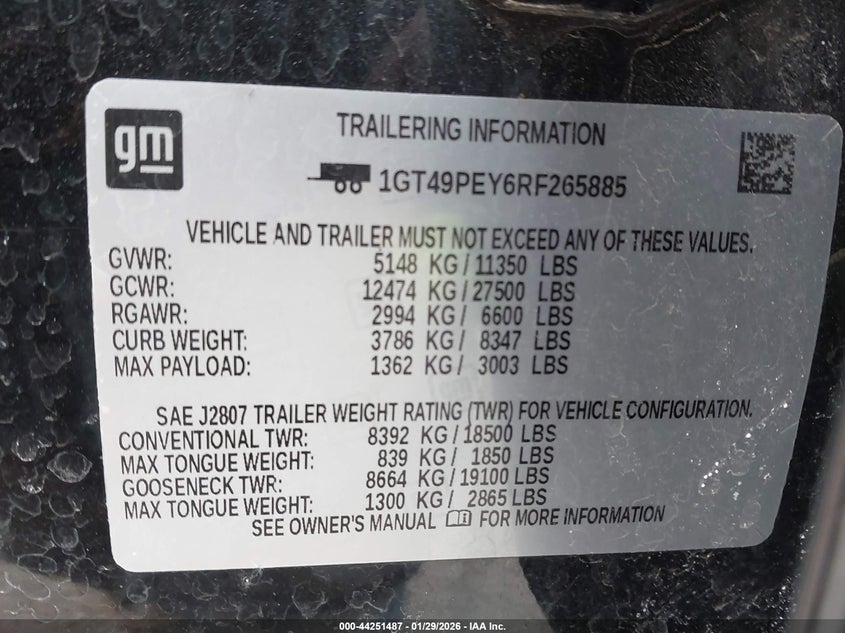 gm
TRAILERING INFORMATION
1GT49PEY6RF265885
VEHICLE AND TRAILER MUST NOT EXCEED ANY OF THESE VALUES.
GVWR: 5148 KG/11350 LBS
GCWR: 12474 KG/27500 LBS
RGAWR: 2994 KG/ 6600 LBS
CURB WEIGHT: 3786 KG/ 8347 LBS
MAX PAYLOAD: 1362 KG/ 3003 LBS
SAE J2807 TRAILER WEIGHT RATING (TWR) FOR VEHICLE CONFIGURATION.
CONVENTIONAL TWR: 8392 KG/18500 LBS
MAX TONGUE WEIGHT: 839 KG/ 1850 LBS
GOOSENECK TWR: 8664 KG/19100 LBS
MAX TONGUE WEIGHT: 1300 KG/ 2865 LBS
SEE OWNER'S MANUAL FOR MORE INFORMATION
000-44251487 - 01/29/2026 - IAA Inc.